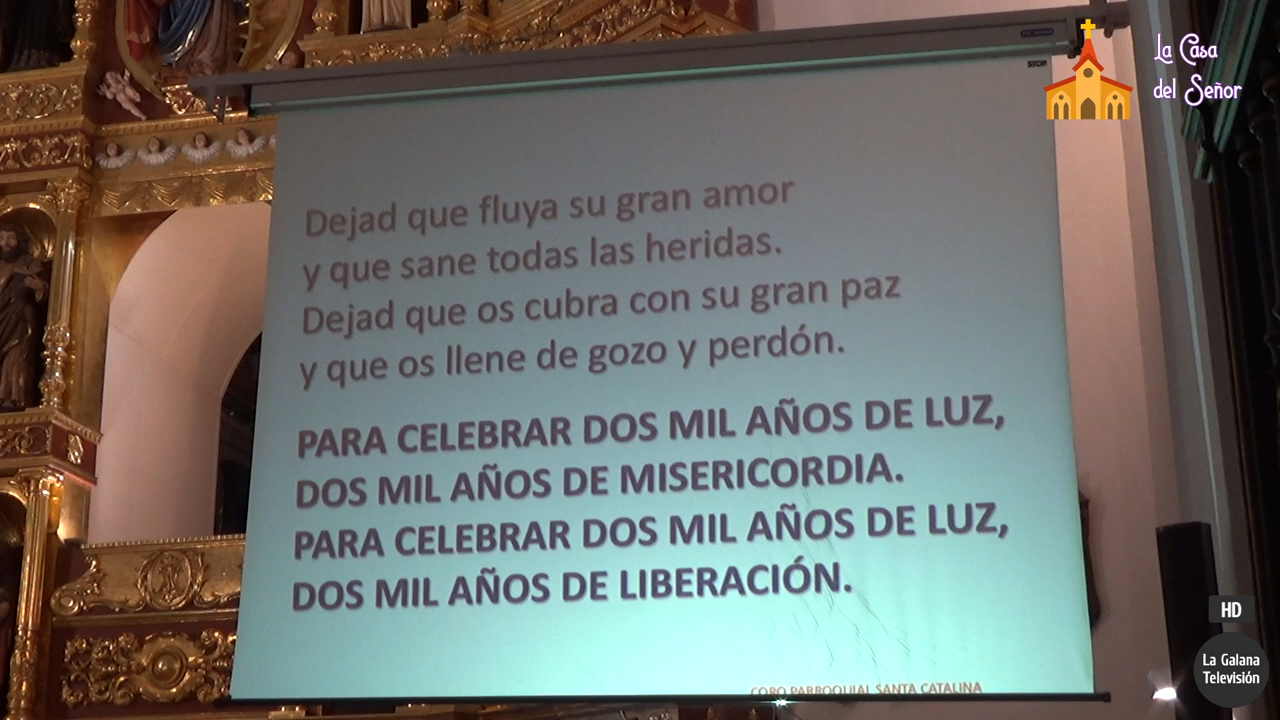 STOP
La Casa
del Señor
Dejad que fluya su gran amor
y que sane todas las heridas.
Dejad que os cubra con su gran paz
y que os llene de gozo y perdón.
PARA CELEBRAR DOS MIL AÑOS DE LUZ,
DOS MIL AÑOS DE MISERICORDIA.
PARA CELEBRAR DOS MIL AÑOS DE LUZ,
DOS MIL AÑOS DE LIBERACIÓN.
CORO PARROQUIAL SANTA CATALINA
HD
La Galana
Televisión